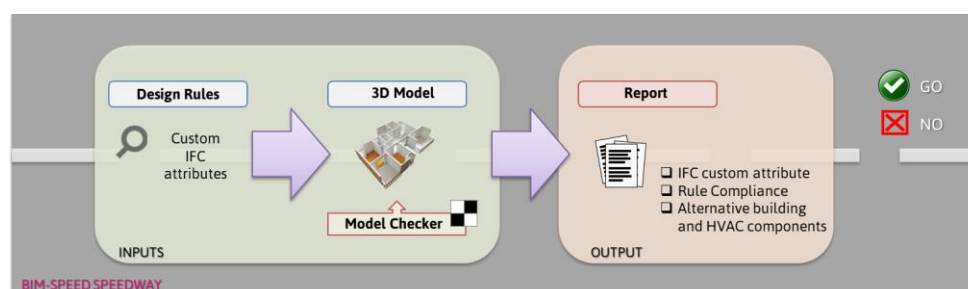 Design Rules
Custom
IFC
attributes
3D Model
Model Checker
INPUTS
Report
IFC custom attribute
Rule Compliance
Alternative building
and HVAC components
OUTPUT
GO
NO
BIM-SPEED SPEEDWAY